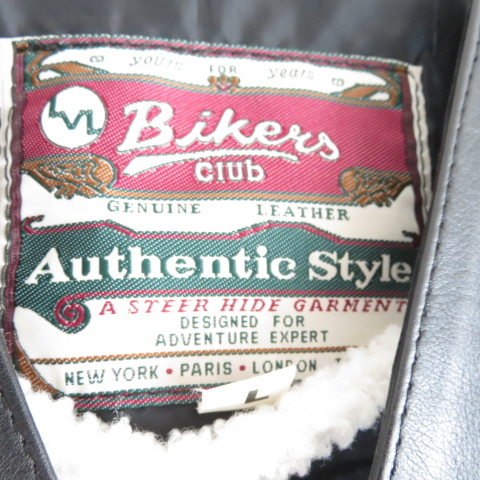 yours FOR years
LVL
Bikers
Club
GENUINE LEATHER
Authentic Style
A STEER HIDE GARMENT
DESIGNED FOR
ADVENTURE EXPERT
NEW YORK • PARIS • LONDON
L